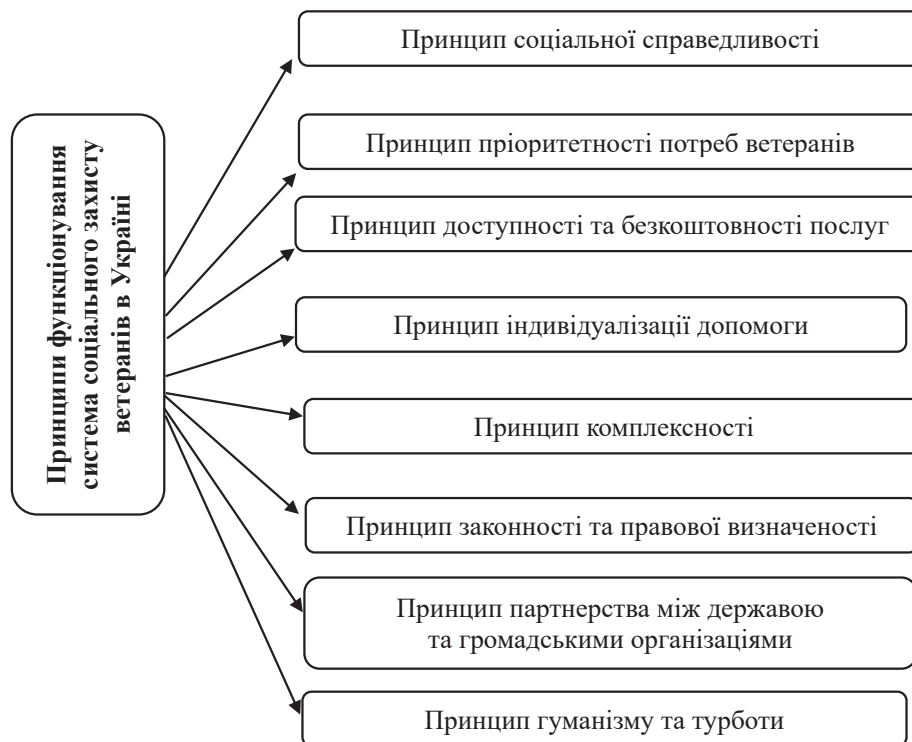 Принципи функціонування
система соціального захисту
ветеранів в Україні
Принцип соціальної справедливості
Принцип пріоритетності потреб ветеранів
Принцип доступності та безкоштовності послуг
Принцип індивідуалізації допомоги
Принцип комплексності
Принцип законності та правової визначеності
Принцип партнерства між державою
та громадськими організаціями
Принцип гуманізму та турботи